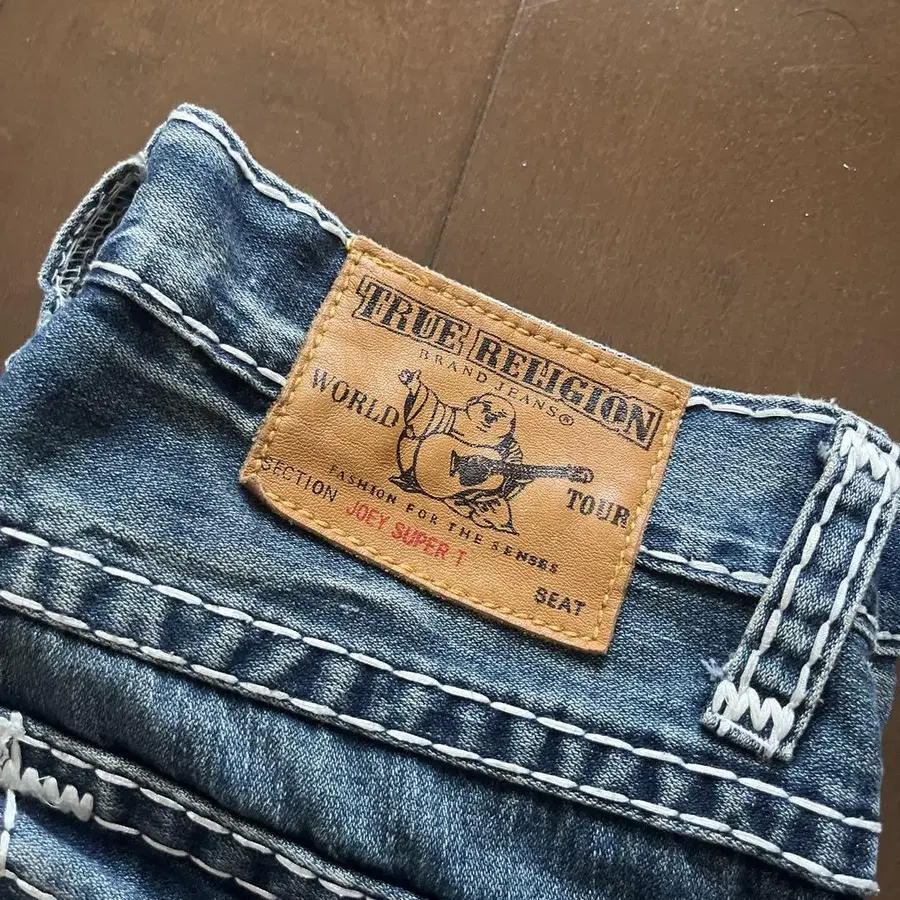 TRUE RELIGION
BRAND JEANS®
WORLD TOUR
FASHION FOR THE SENSES
SECTION JOEY SUPER T SEAT